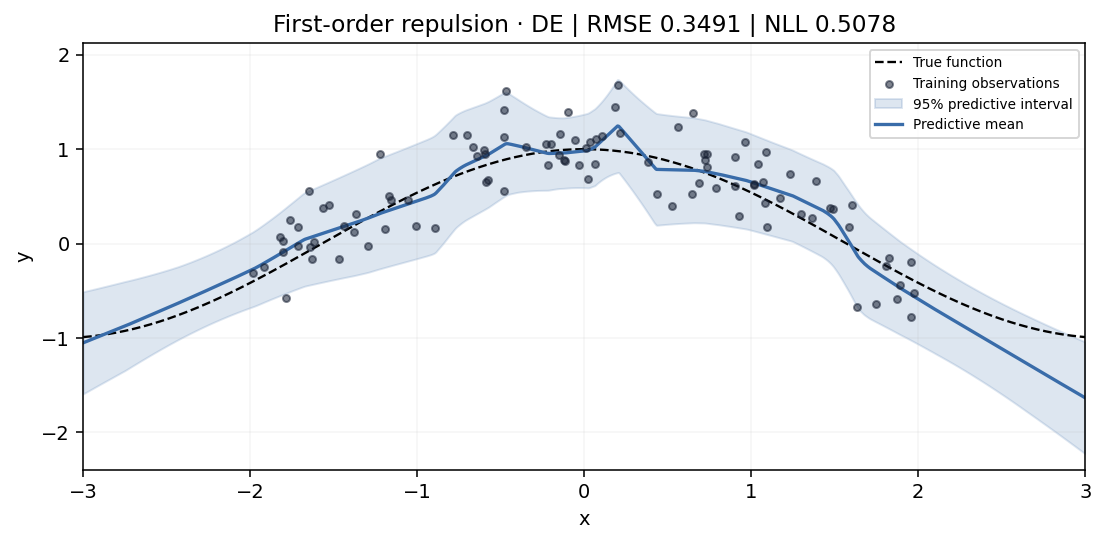 First-order repulsion · DE | RMSE 0.3491 | NLL 0.5078
True function
Training observations
95% predictive interval
Predictive mean
y
2
1
0
−1
−2
−3
−2
−1
0
1
2
3
x